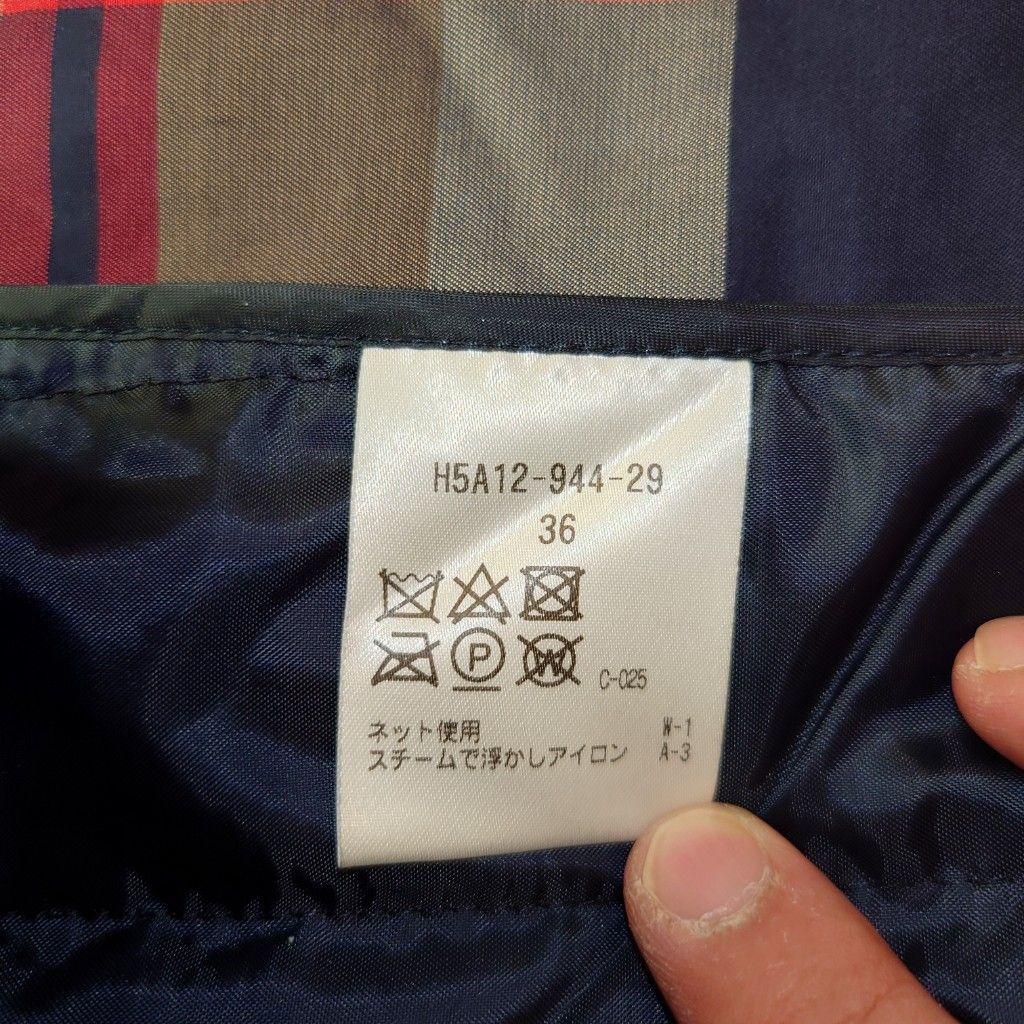 H5A12-944-29
36
P W C-025
ネット使用 W-1
スチームで浮かしアイロン A-3